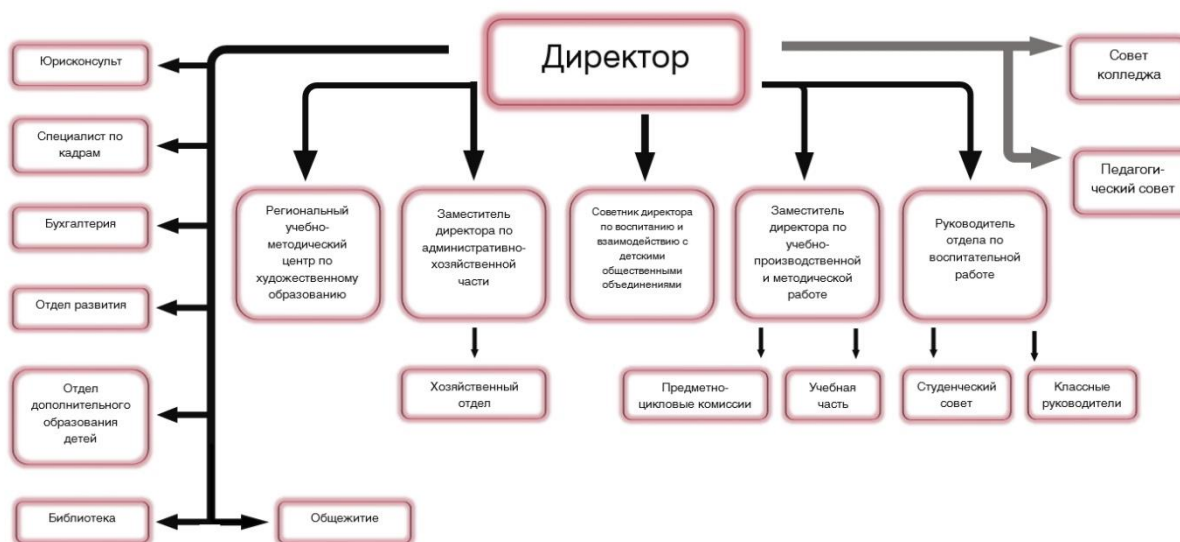 Директор
Юрисконсульт
Специалист по
кадрам
Бухгалтерия
Отдел развития
Отдел
дополнительного
образования
детей
Библиотека
Общежитие
Совет
колледжа
Педагоги-
ческий совет
Региональный
учебно-
методический
центр по
художественному
образованию
Заместитель
директора по
административно-
хозяйственной
части
Советник директора
по воспитанию и
взаимодействию с
детскими
общественными
объединениями
Заместитель
директора по
учебно-
производственной
и методической
работе
Руководитель
отдела по
воспитательной
работе
Хозяйственный
отдел
Предметно-
цикловые комиссии
Учебная
часть
Студенческий
совет
Классные
руководители